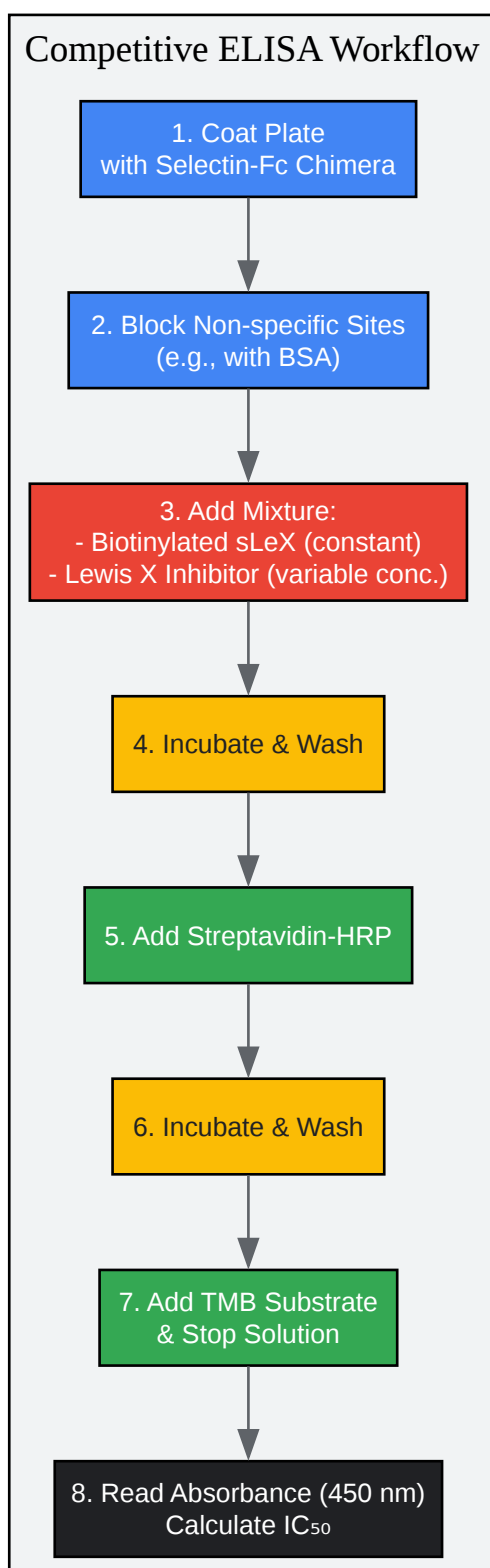 Competitive ELISA Workflow
1. Coat Plate
with Selectin-Fc Chimera
2. Block Non-specific Sites
(e.g., with BSA)
3. Add Mixture:
- Biotinylated sLeX (constant)
- Lewis X Inhibitor (variable conc.)
4. Incubate & Wash
5. Add Streptavidin-HRP
6. Incubate & Wash
7. Add TMB Substrate
& Stop Solution
8. Read Absorbance (450 nm)
Calculate IC₅₀